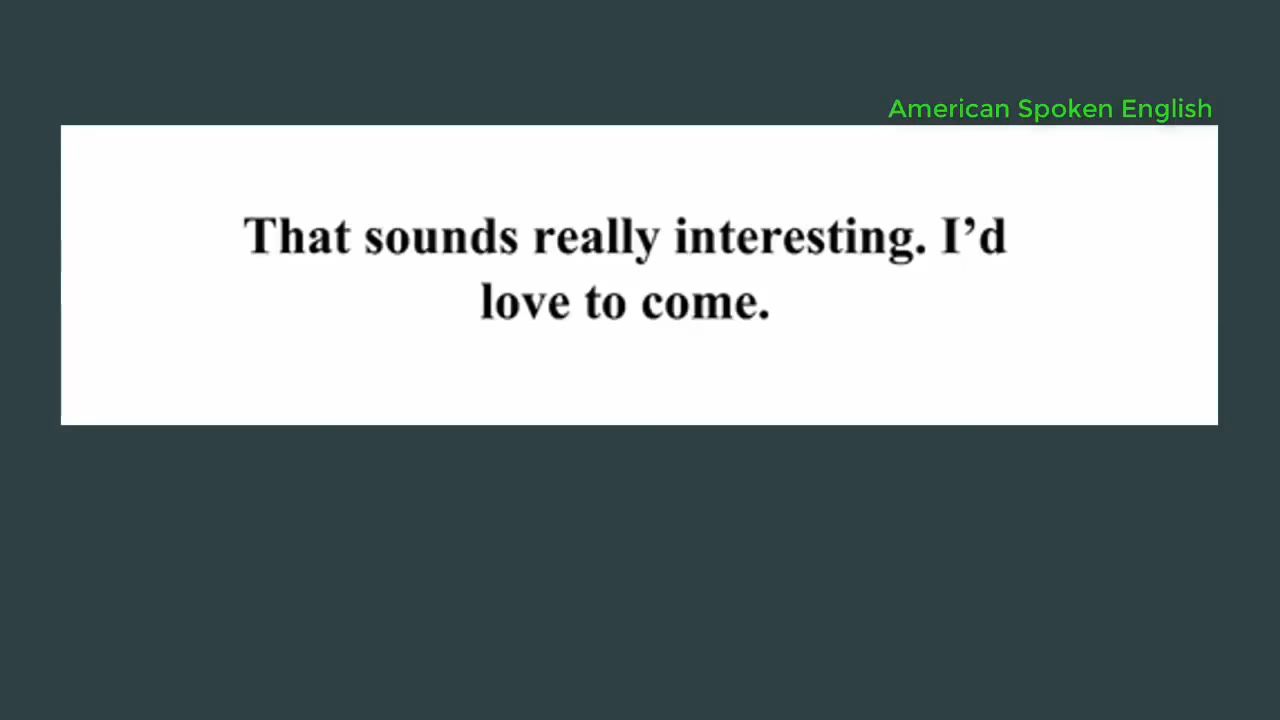 American Spoken English
That sounds really interesting. I’d
love to come.